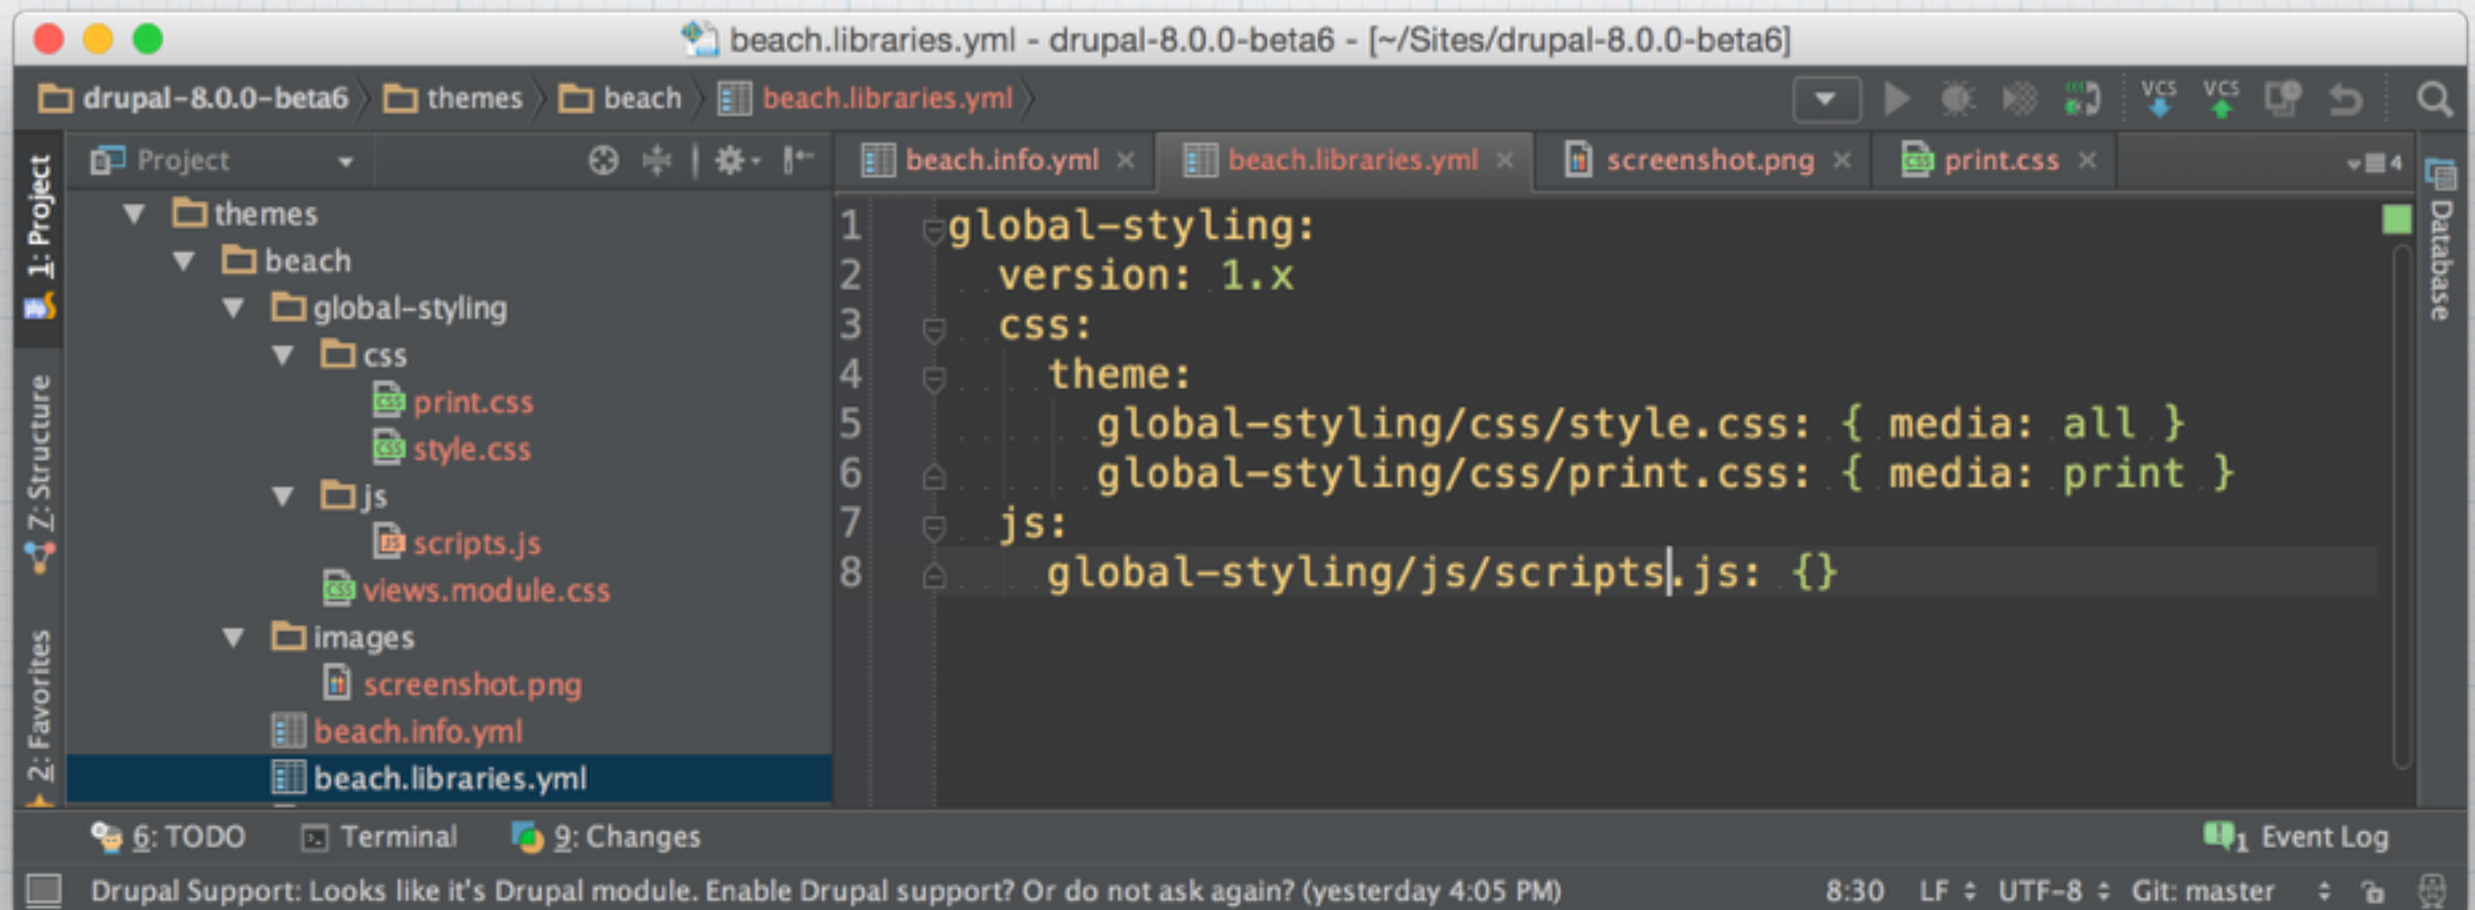 beach.libraries.yml - drupal-8.0.0-beta6 - [~/Sites/drupal-8.0.0-beta6]
drupal-8.0.0-beta6 themes beach beach.libraries.yml VCS VCS
1: Project
Z: Structure
2: Favorites
Project
themes
beach
global-styling
css
print.css
style.css
js
scripts.js
views.module.css
images
screenshot.png
beach.info.yml
beach.libraries.yml
beach.info.yml beach.libraries.yml screenshot.png print.css 4
1 global-styling:
2 version: 1.x
3 css:
4 theme:
5 global-styling/css/style.css: { media: all }
6 global-styling/css/print.css: { media: print }
7 js:
8 global-styling/js/scripts.js: {}
Database
6: TODO Terminal 9: Changes 1 Event Log
Drupal Support: Looks like it's Drupal module. Enable Drupal support? Or do not ask again? (yesterday 4:05 PM) 8:30 LF UTF-8 Git: master